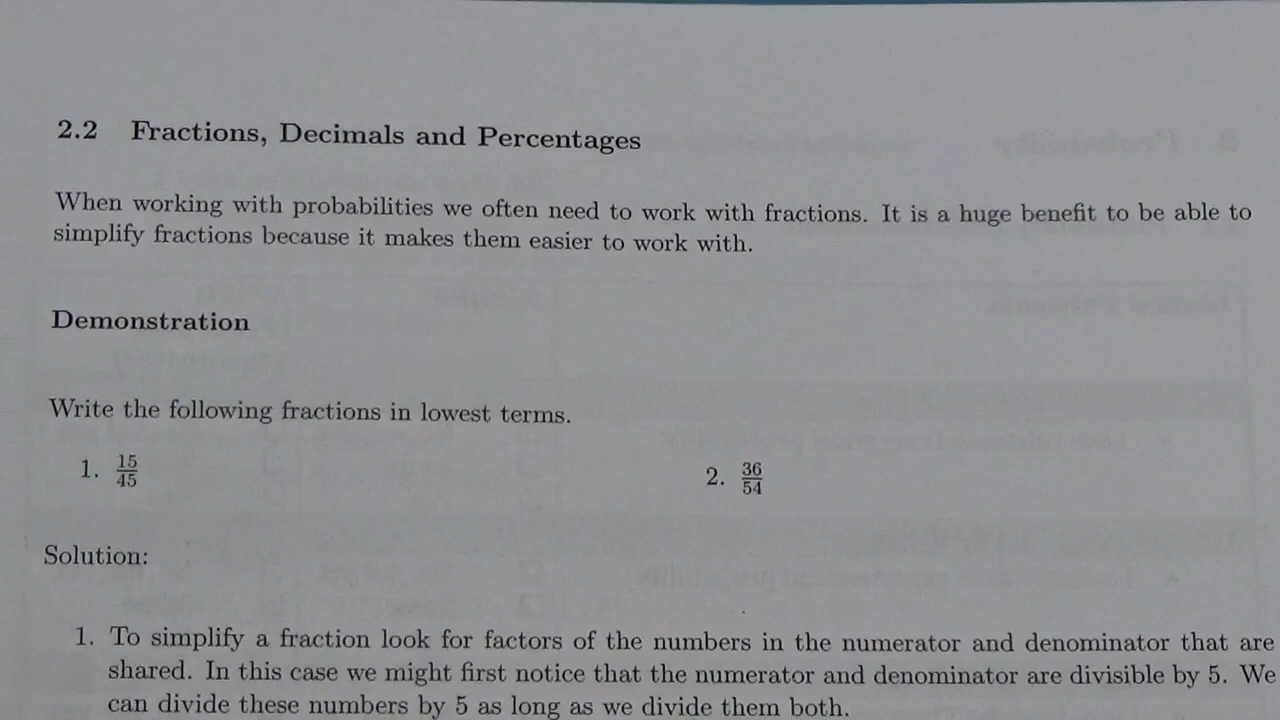 2.2 Fractions, Decimals and Percentages
When working with probabilities we often need to work with fractions. It is a huge benefit to be able to
simplify fractions because it makes them easier to work with.
Demonstration
Write the following fractions in lowest terms.
1. 15/45 2. 36/54
Solution:
1. To simplify a fraction look for factors of the numbers in the numerator and denominator that are
shared. In this case we might first notice that the numerator and denominator are divisible by 5. We
can divide these numbers by 5 as long as we divide them both.